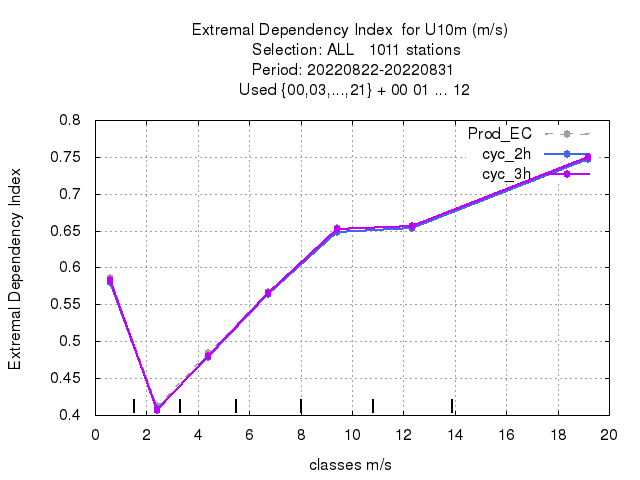 Extremal Dependency Index  for U10m (m/s)
Selection: ALL   1011 stations
Period: 20220822-20220831
Used {00,03,...,21} + 00 01 ... 12
Prod_EC
cyc_2h
cyc_3h
Extremal Dependency Index
0.8
0.75
0.7
0.65
0.6
0.55
0.5
0.45
0.4
0 2 4 6 8 10 12 14 16 18 20
classes m/s